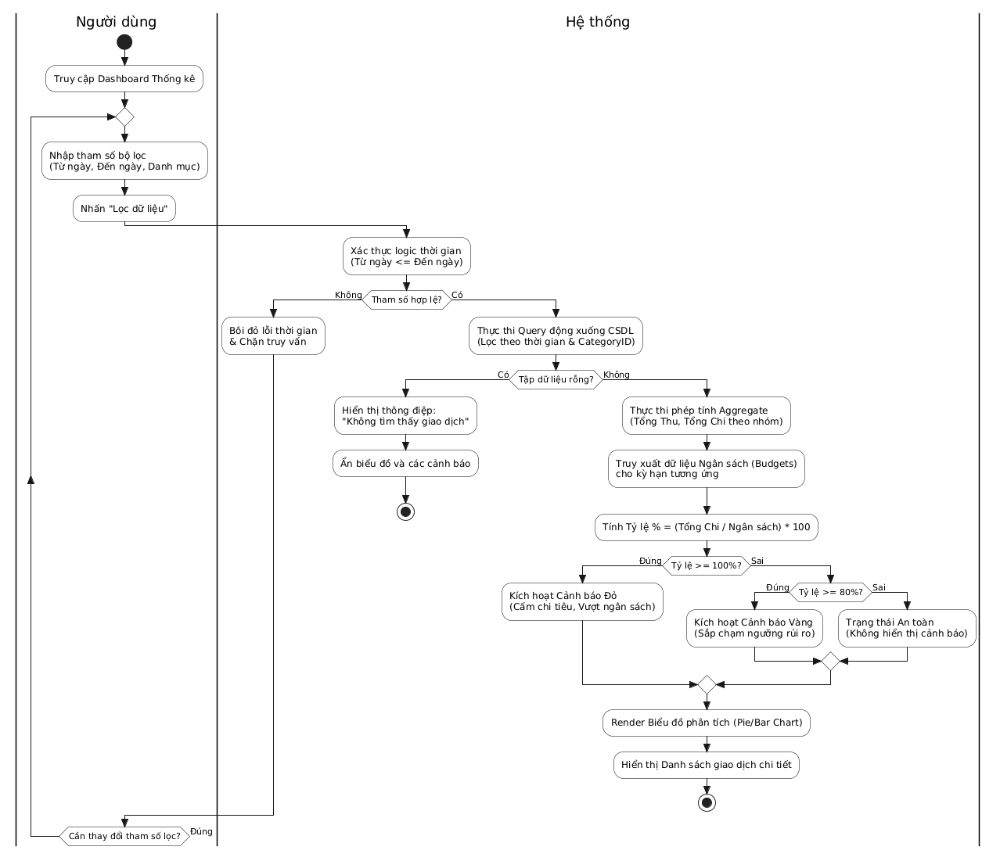 Người dùng
Hệ thống
Truy cập Dashboard Thống kê
Nhập tham số bộ lọc
(Từ ngày, Đến ngày, Danh mục)
Nhấn "Lọc dữ liệu"
Xác thực logic thời gian
(Từ ngày <= Đến ngày)
Không
Tham số hợp lệ?
Có
Bôi đỏ lỗi thời gian
& Chặn truy vấn
Thực thi Query động xuống CSDL
(Lọc theo thời gian & CategoryID)
Có
Tập dữ liệu rỗng?
Không
Hiển thị thông điệp:
"Không tìm thấy giao dịch"
Thực thi phép tính Aggregate
(Tổng Thu, Tổng Chi theo nhóm)
Ẩn biểu đồ và các cảnh báo
Truy xuất dữ liệu Ngân sách (Budgets)
cho kỳ hạn tương ứng
Tính Tỷ lệ % = (Tổng Chi / Ngân sách) * 100
Đúng
Tỷ lệ >= 100%?
Sai
Kích hoạt Cảnh báo Đỏ
(Cấm chi tiêu, Vượt ngân sách)
Đúng
Tỷ lệ >= 80%?
Sai
Kích hoạt Cảnh báo Vàng
(Sắp chạm ngưỡng rủi ro)
Trạng thái An toàn
(Không hiển thị cảnh báo)
Render Biểu đồ phân tích (Pie/Bar Chart)
Hiển thị Danh sách giao dịch chi tiết
Cần thay đổi tham số lọc?
Đúng